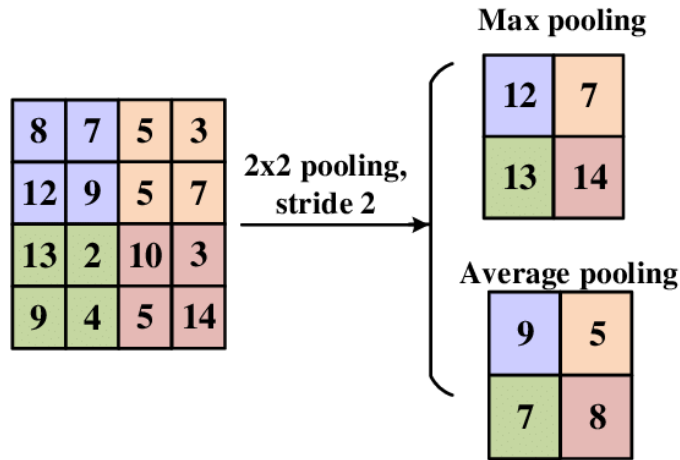 Max pooling
12 7
13 14
8 7 5 3
12 9 5 7
13 2 10 3
9 4 5 14
2x2 pooling,
stride 2
Average pooling
9 5
7 8